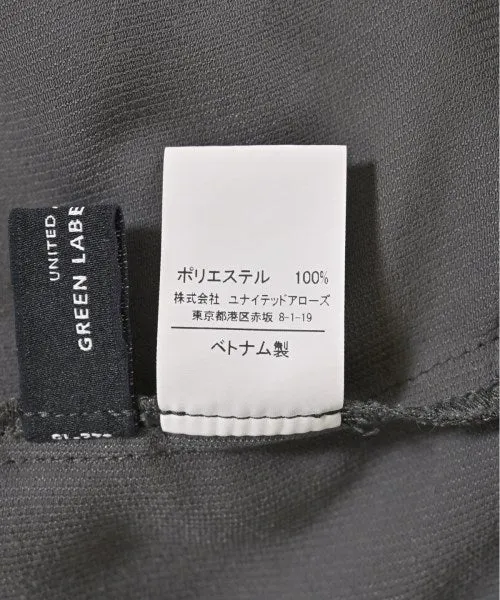 ポリエステル 100%
株式会社 ユナイテッドアローズ
東京都港区赤坂 8-1-19
ベトナム製
UNITED
GREEN LABE